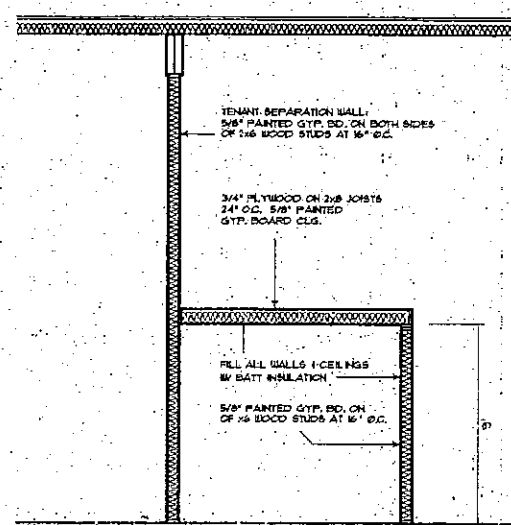 TENANT SEPARATION WALL:
5/8" PAINTED GYP. BD. ON BOTH SIDES
OF 2x6 WOOD STUDS AT 16" O.C.
3/4" PLYWOOD ON 2x8 JOISTS
24" O.C. 5/8" PAINTED
GYP. BOARD CLG.
FILL ALL WALLS & CEILINGS
W/ BATT INSULATION
5/8" PAINTED GYP. BD. ON
OF x6 WOOD STUDS AT 16" O.C.